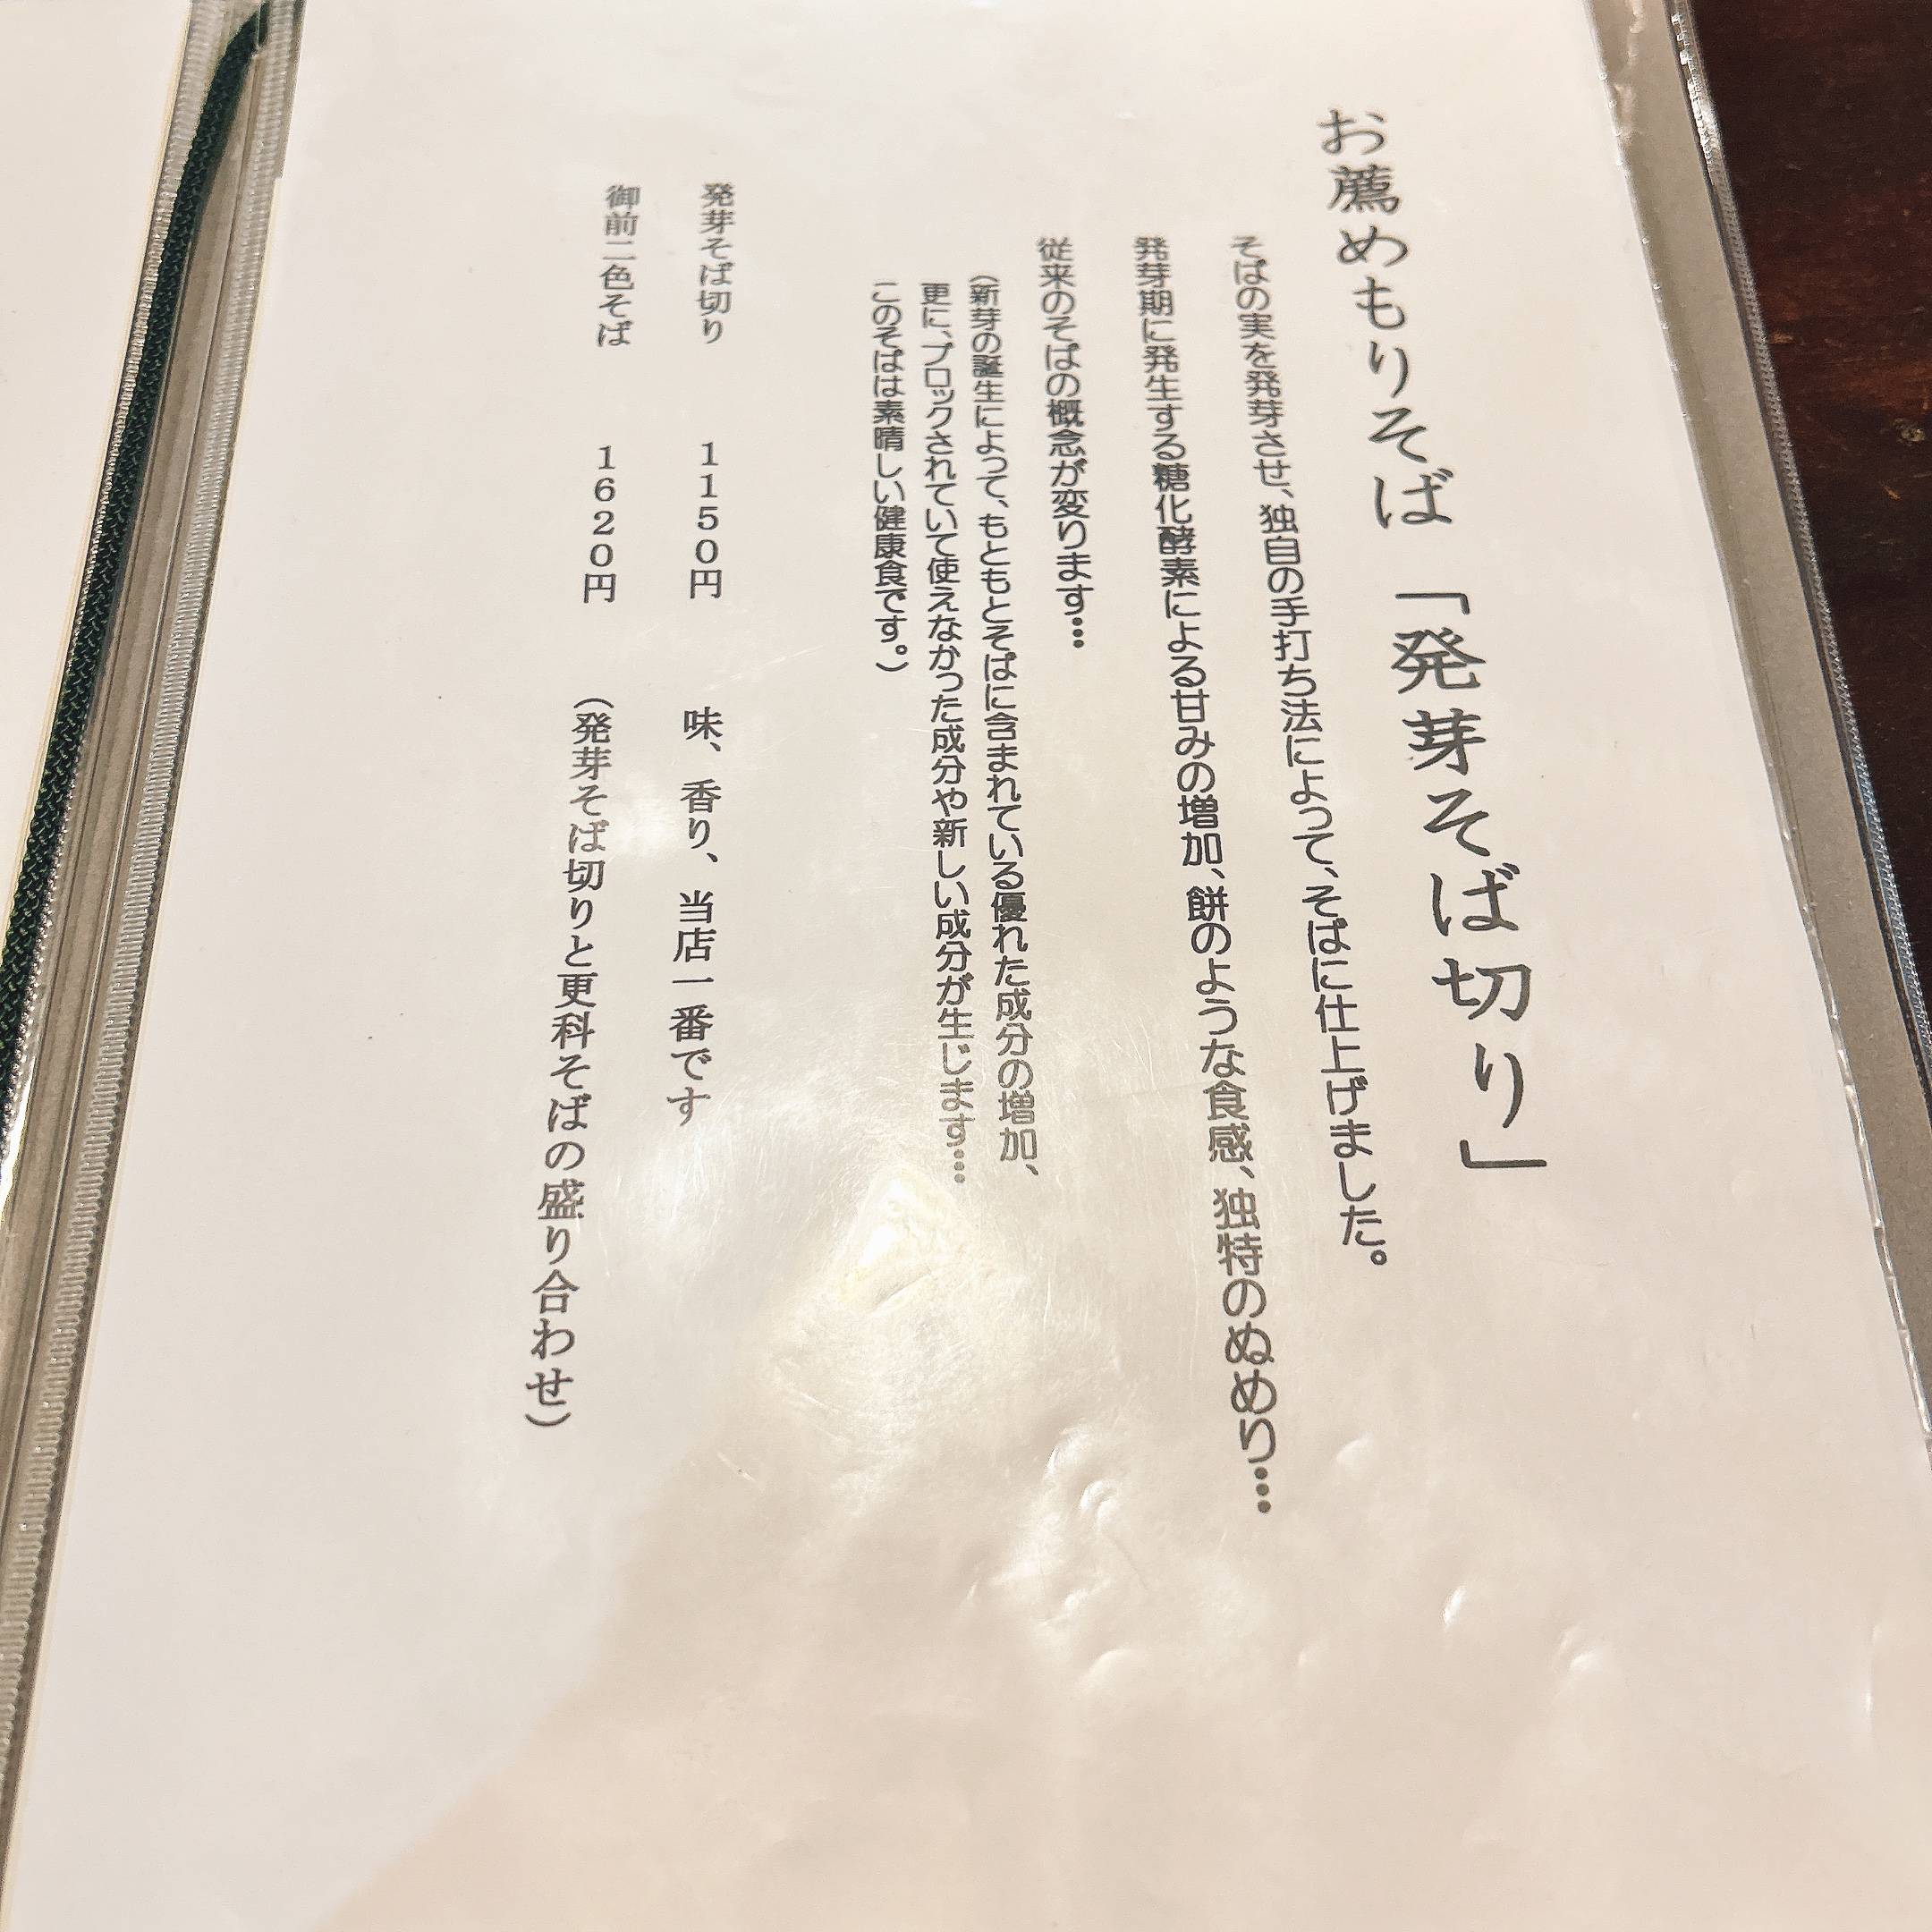 お薦めもりそば 「発芽そば切り」
そばの実を発芽させ、独自の手打ち法によって、そばに仕上げました。
発芽期に発生する糖化酵素による甘みの増加、餅のような食感、独特のぬめり…
従来のそばの概念が変ります…
(新芽の誕生によって、もともとそばに含まれている優れた成分の増加、
更に、ブロックされていて使えなかった成分や新しい成分が生じます…
このそばは素晴しい健康食です。)
発芽そば切り 1150円 味、香り、当店一番です
御前二色そば 1620円 (発芽そば切りと更科そばの盛り合わせ)